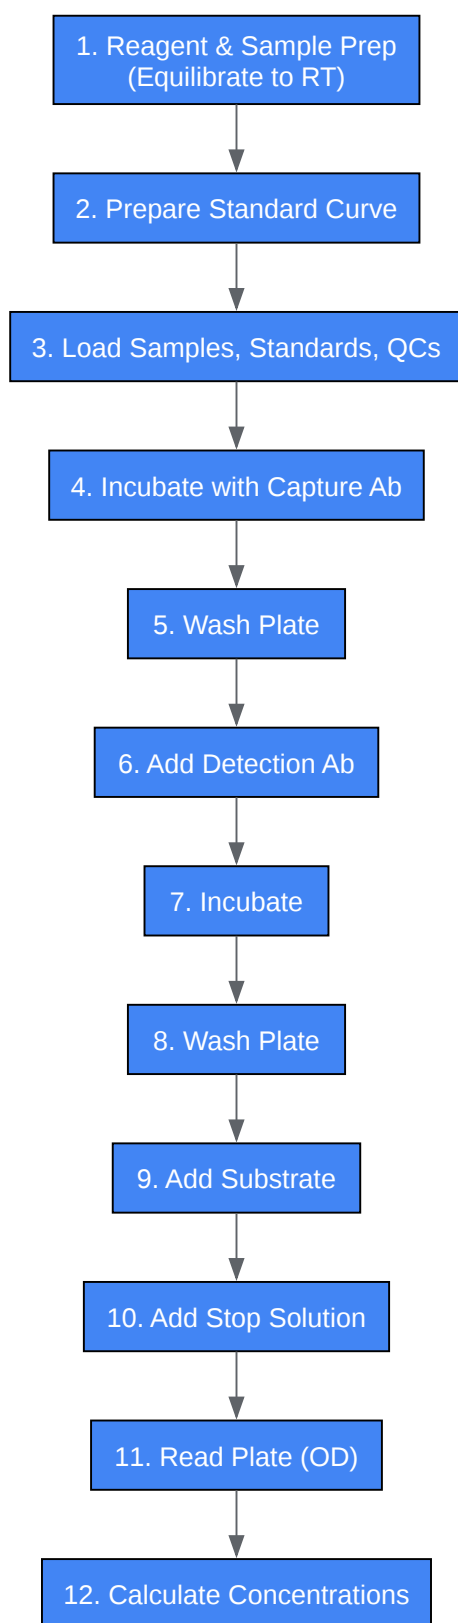 1. Reagent & Sample Prep
(Equilibrate to RT)
2. Prepare Standard Curve
3. Load Samples, Standards, QCs
4. Incubate with Capture Ab
5. Wash Plate
6. Add Detection Ab
7. Incubate
8. Wash Plate
9. Add Substrate
10. Add Stop Solution
11. Read Plate (OD)
12. Calculate Concentrations